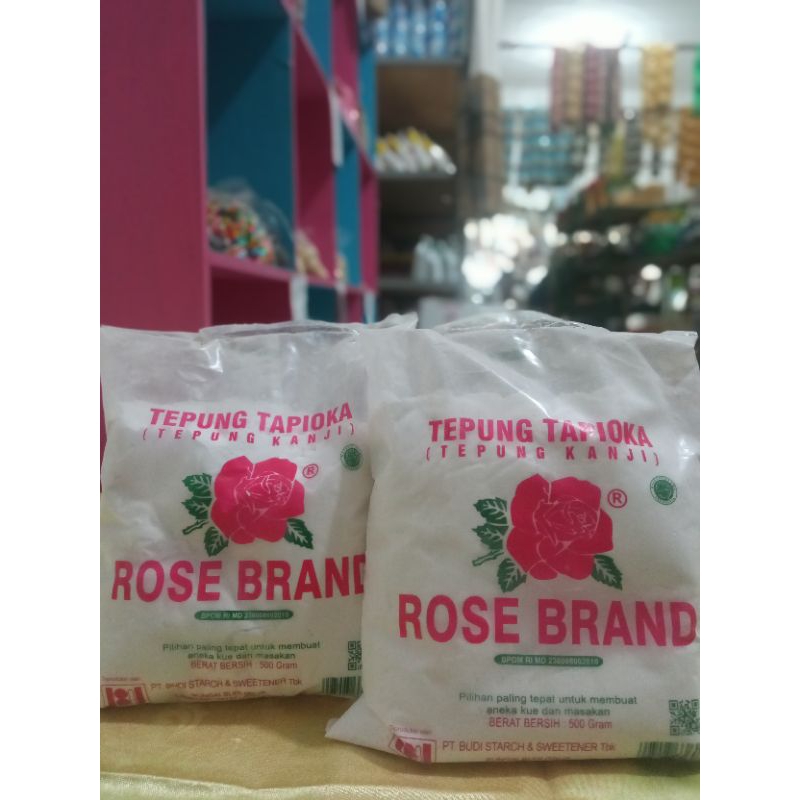 TEPUNG TAPIOKA
(TEPUNG KANJI)
®
ROSE BRAND
Pilihan paling tepat untuk membuat
aneka kue dan masakan
BERAT BERSIH : 500 Gram
PT. BUDI STARCH & SWEETENER Tbk
TEPUNG TAPIOKA
(TEPUNG KANJI)
®
ROSE BRAND
Pilihan paling tepat untuk membuat
aneka kue dan masakan
BERAT BERSIH : 500 Gram
PT. BUDI STARCH & SWEETENER Tbk